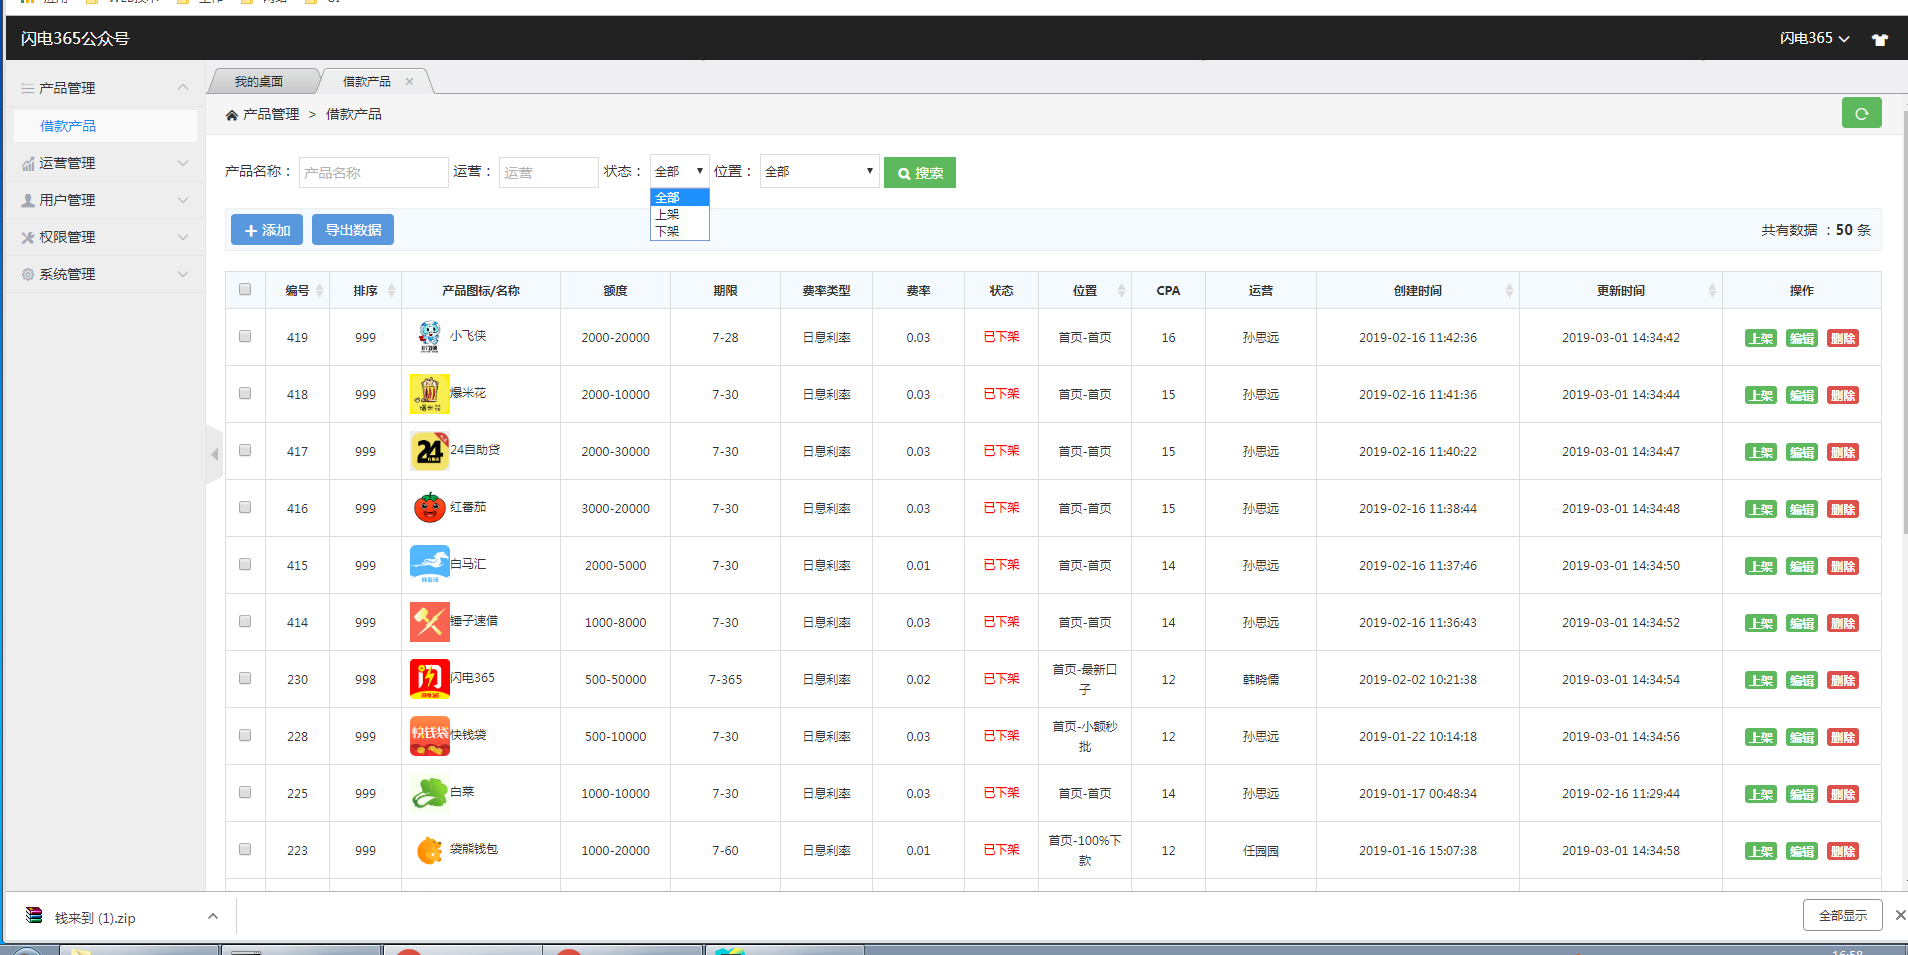 闪电365公众号
闪电365
产品管理
借款产品
运营管理
用户管理
权限管理
系统管理
我的桌面
借款产品
产品管理 > 借款产品
产品名称： 产品名称 运营： 运营 状态： 全部 位置： 全部 搜索
全部
上架
下架
添加 导出数据 共有数据 ：50 条
编号 排序 产品图标/名称 额度 期限 费率类型 费率 状态 位置 CPA 运营 创建时间 更新时间 操作
419 999 小飞侠 2000-20000 7-28 日息利率 0.03 已下架 首页-首页 16 孙思远 2019-02-16 11:42:36 2019-03-01 14:34:42 上架 编辑 删除
418 999 爆米花 2000-10000 7-30 日息利率 0.03 已下架 首页-首页 15 孙思远 2019-02-16 11:41:36 2019-03-01 14:34:44 上架 编辑 删除
417 999 24 24自助贷 2000-30000 7-30 日息利率 0.03 已下架 首页-首页 15 孙思远 2019-02-16 11:40:22 2019-03-01 14:34:47 上架 编辑 删除
416 999 红番茄 3000-20000 7-30 日息利率 0.03 已下架 首页-首页 15 孙思远 2019-02-16 11:38:44 2019-03-01 14:34:48 上架 编辑 删除
415 999 白马汇 2000-5000 7-30 日息利率 0.01 已下架 首页-首页 14 孙思远 2019-02-16 11:37:46 2019-03-01 14:34:50 上架 编辑 删除
414 999 锤子速借 1000-8000 7-30 日息利率 0.03 已下架 首页-首页 14 孙思远 2019-02-16 11:36:43 2019-03-01 14:34:52 上架 编辑 删除
230 998 闪 闪电365 500-50000 7-365 日息利率 0.02 已下架 首页-最新口子 12 韩晓儒 2019-02-02 10:21:38 2019-03-01 14:34:54 上架 编辑 删除
228 999 快钱袋 快钱袋 500-10000 7-30 日息利率 0.03 已下架 首页-小额秒批 12 孙思远 2019-01-22 10:14:18 2019-03-01 14:34:56 上架 编辑 删除
225 999 白菜 1000-10000 7-30 日息利率 0.03 已下架 首页-首页 14 孙思远 2019-01-17 00:48:34 2019-02-16 11:29:44 上架 编辑 删除
223 999 袋熊钱包 1000-20000 7-60 日息利率 0.01 已下架 首页-100%下款 12 任园园 2019-01-16 15:07:38 2019-03-01 14:34:58 上架 编辑 删除
钱来到 (1).zip
全部显示